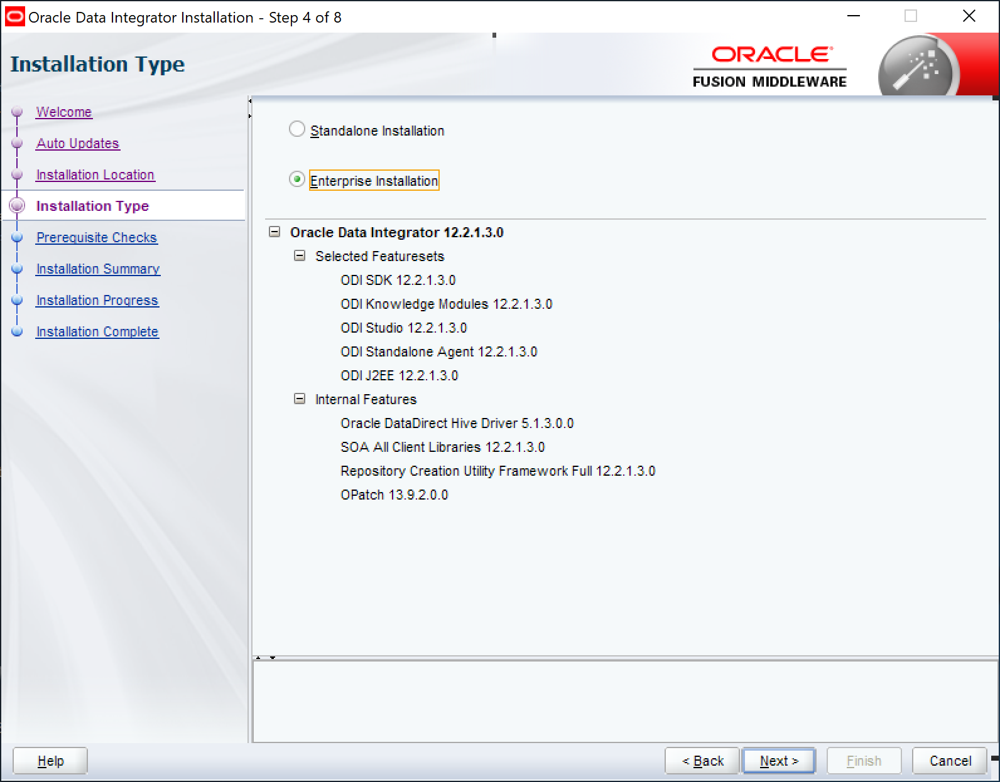 Oracle Data Integrator Installation - Step 4 of 8
Installation Type
ORACLE
FUSION MIDDLEWARE
Welcome
Auto Updates
Installation Location
Installation Type
Prerequisite Checks
Installation Summary
Installation Progress
Installation Complete
Standalone Installation
Enterprise Installation
Oracle Data Integrator 12.2.1.3.0
Selected Featuresets
ODI SDK 12.2.1.3.0
ODI Knowledge Modules 12.2.1.3.0
ODI Studio 12.2.1.3.0
ODI Standalone Agent 12.2.1.3.0
ODI J2EE 12.2.1.3.0
Internal Features
Oracle DataDirect Hive Driver 5.1.3.0.0
SOA All Client Libraries 12.2.1.3.0
Repository Creation Utility Framework Full 12.2.1.3.0
OPatch 13.9.2.0.0
Help
< Back
Next >
Finish
Cancel